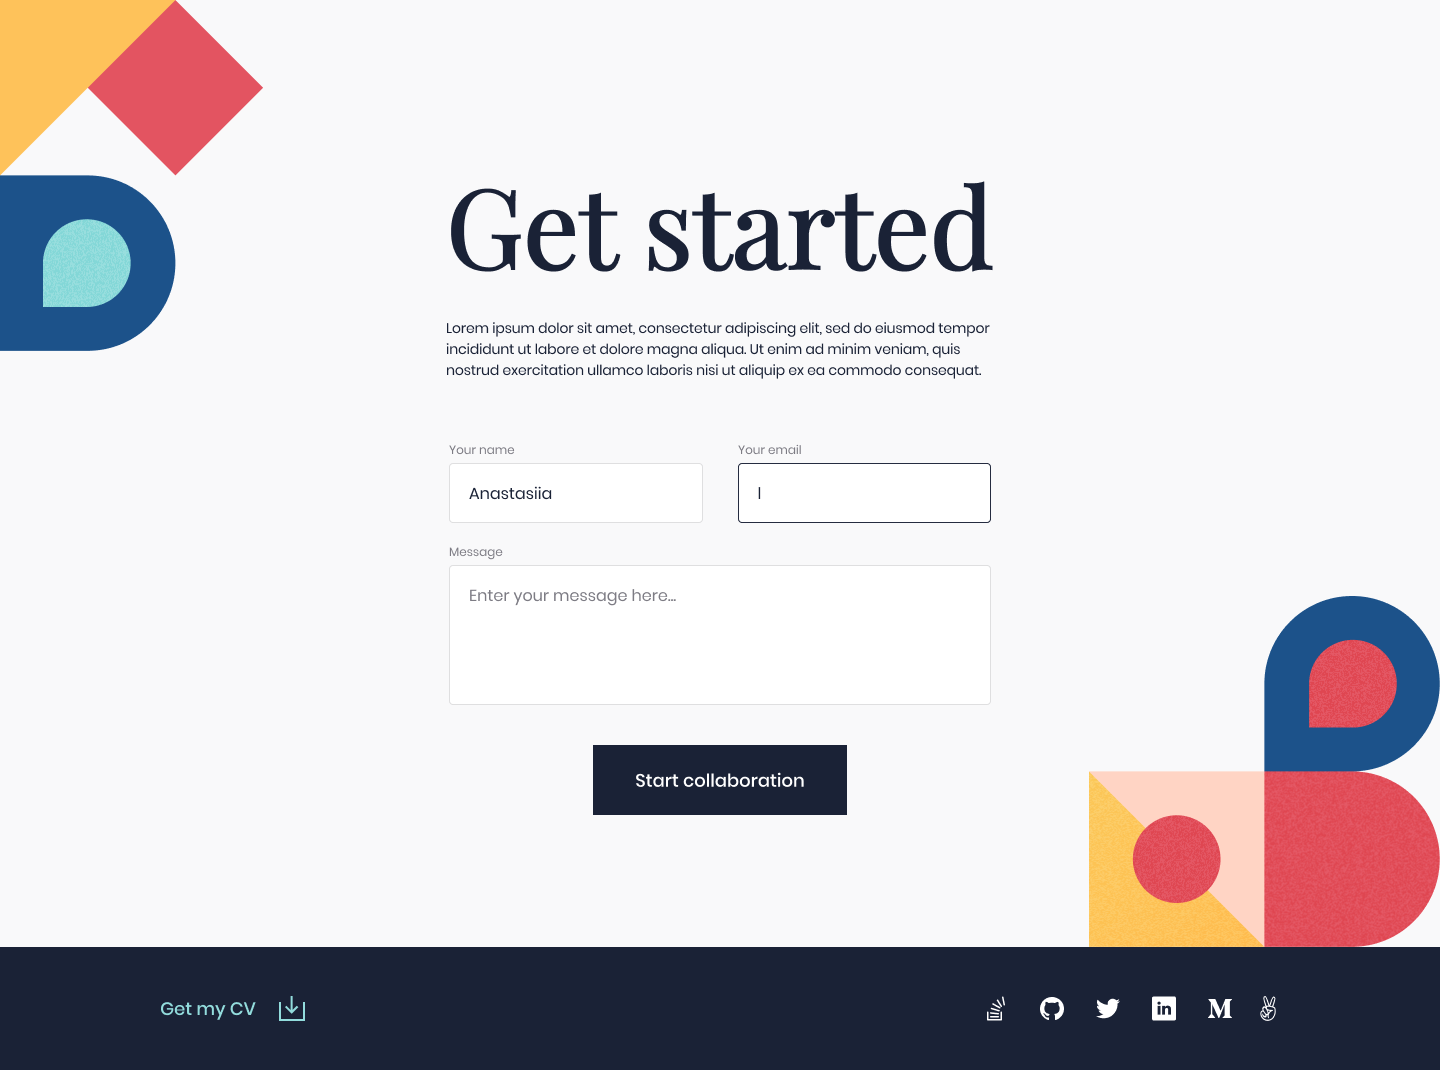 Get started
Lorem ipsum dolor sit amet, consectetur adipiscing elit, sed do eiusmod tempor
incididunt ut labore et dolore magna aliqua. Ut enim ad minim veniam, quis
nostrud exercitation ullamco laboris nisi ut aliquip ex ea commodo consequat.
Your name
Your email
Anastasiia
Message
Enter your message here...
Start collaboration
Get my CV